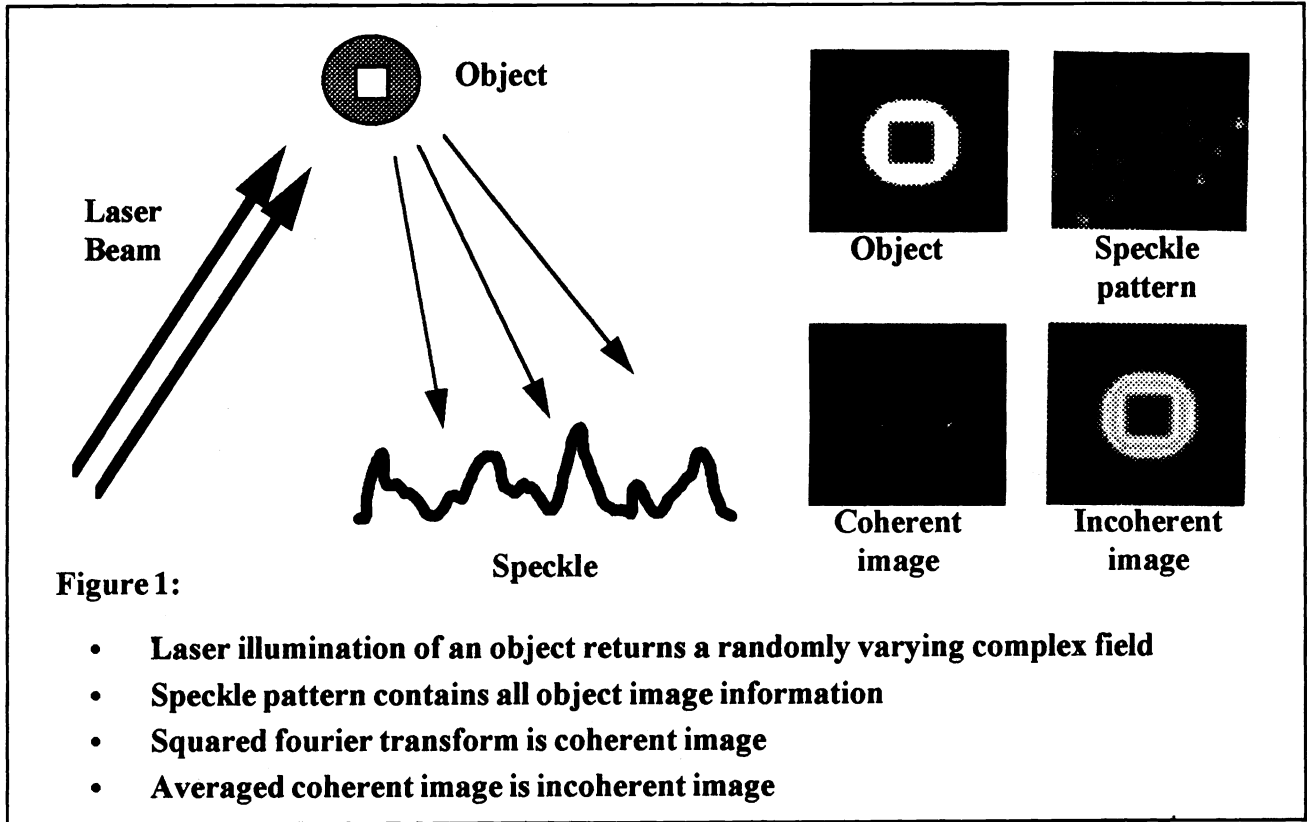 Object
Laser
Beam
Speckle
Object
Speckle
pattern
Coherent
image
Incoherent
image
Figure 1:
• Laser illumination of an object returns a randomly varying complex field
• Speckle pattern contains all object image information
• Squared fourier transform is coherent image
• Averaged coherent image is incoherent image